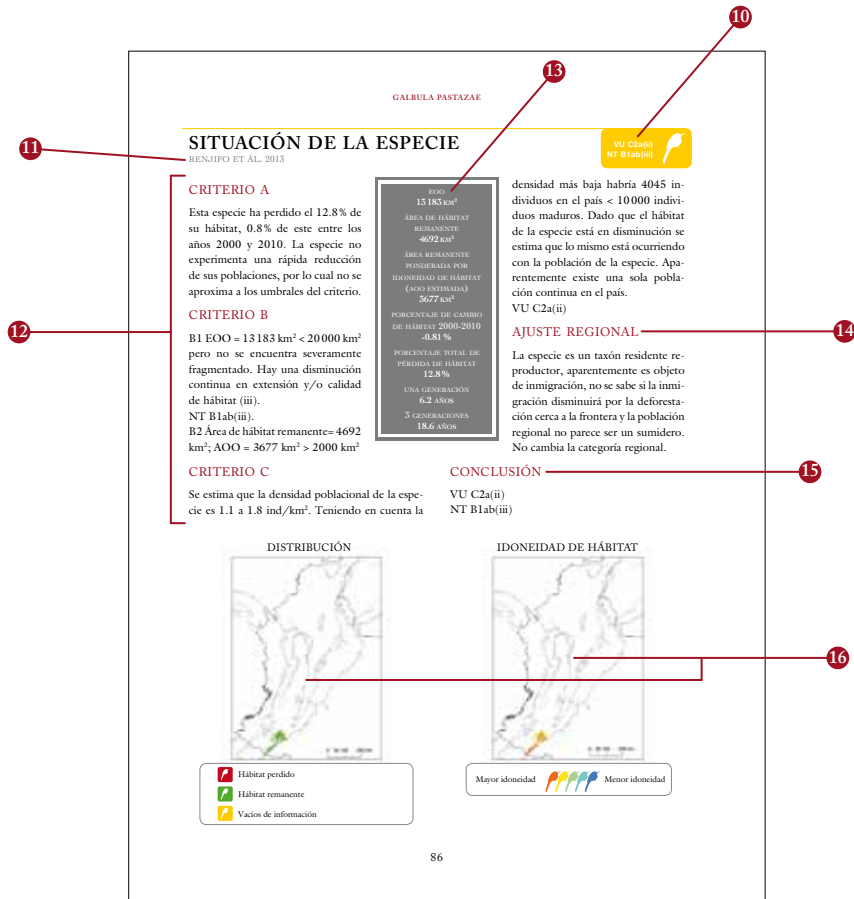 10
13
GALBULA PASTAZAE
11
SITUACIÓN DE LA ESPECIE
RENJIFO ET ÁL. 2013
VU C2a(ii)
NT B1ab(iii)
12
CRITERIO A
Esta especie ha perdido el 12.8% de
su hábitat, 0.8% de este entre los
años 2000 y 2010. La especie no
experimenta una rápida reducción
de sus poblaciones, por lo cual no se
aproxima a los umbrales del criterio.
CRITERIO B
B1 EOO = 13 183 km² < 20 000 km²
pero no se encuentra severamente
fragmentado. Hay una disminución
continua en extensión y/o calidad
de hábitat (iii).
NT B1ab(iii).
B2 Área de hábitat remanente= 4692
km²; AOO = 3677 km² > 2000 km²
CRITERIO C
Se estima que la densidad poblacional de la espe-
cie es 1.1 a 1.8 ind/km². Teniendo en cuenta la
EOO
13 183 KM²
ÁREA DE HÁBITAT
REMANENTE
4692 KM²
ÁREA REMANENTE
PONDERADA POR
IDONEIDAD DE HÁBITAT
(AOO ESTIMADA)
3677 KM²
PORCENTAJE DE CAMBIO
DE HÁBITAT 2000-2010
-0.81 %
PORCENTAJE TOTAL DE
PÉRDIDA DE HÁBITAT
12.8 %
UNA GENERACIÓN
6.2 AÑOS
3 GENERACIONES
18.6 AÑOS
densidad más baja habría 4045 in-
dividuos en el país < 10 000 indivi-
duos maduros. Dado que el hábitat
de la especie está en disminución se
estima que lo mismo está ocurriendo
con la población de la especie. Apa-
rentemente existe una sola pobla-
ción continua en el país.
VU C2a(ii)
AJUSTE REGIONAL
14
La especie es un taxón residente re-
productor, aparentemente es objeto
de inmigración, no se sabe si la inmi-
gración disminuirá por la deforesta-
ción cerca a la frontera y la población
regional no parece ser un sumidero.
No cambia la categoría regional.
CONCLUSIÓN
15
VU C2a(ii)
NT B1ab(iii)
DISTRIBUCIÓN
IDONEIDAD DE HÁBITAT
16
Hábitat perdido
Hábitat remanente
Vacíos de información
Mayor idoneidad
Menor idoneidad
86